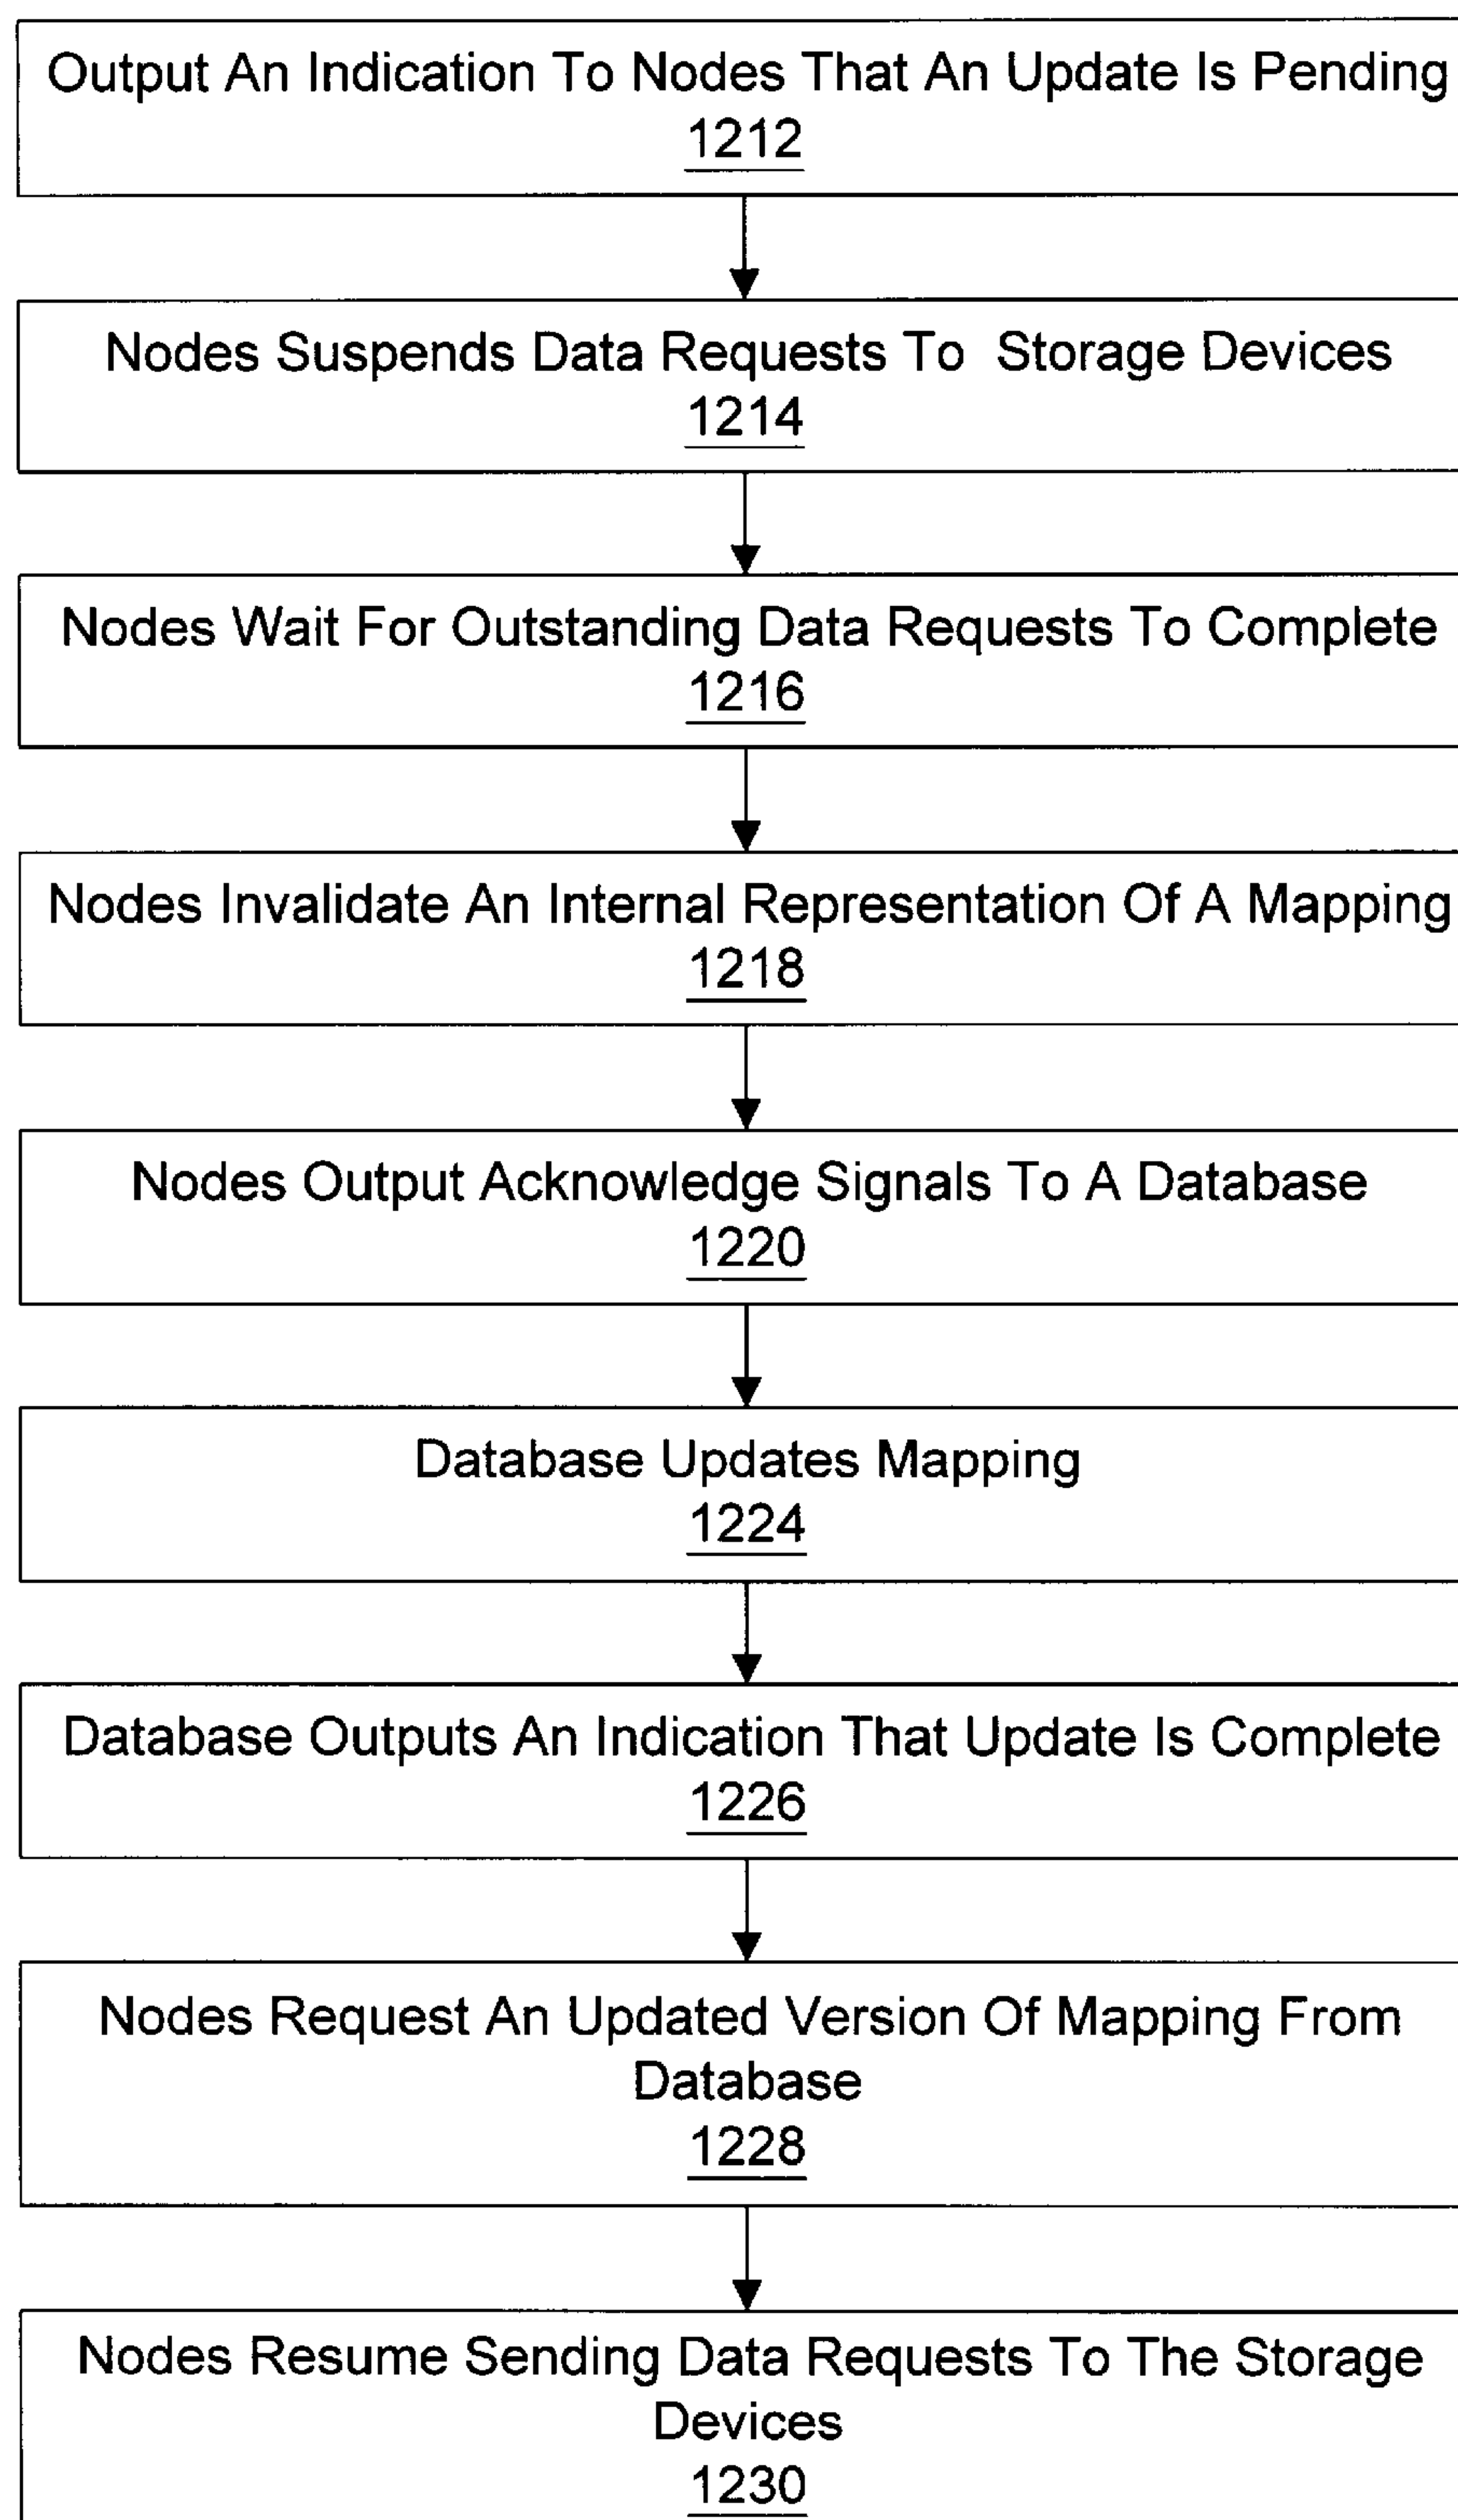 Output An Indication To Nodes That An Update Is Pending
1212
Nodes Suspends Data Requests To Storage Devices
1214
Nodes Wait For Outstanding Data Requests To Complete
1216
Nodes Invalidate An Internal Representation Of A Mapping
1218
Nodes Output Acknowledge Signals To A Database
1220
Database Updates Mapping
1224
Database Outputs An Indication That Update Is Complete
1226
Nodes Request An Updated Version Of Mapping From
Database
1228
Nodes Resume Sending Data Requests To The Storage
Devices
1230